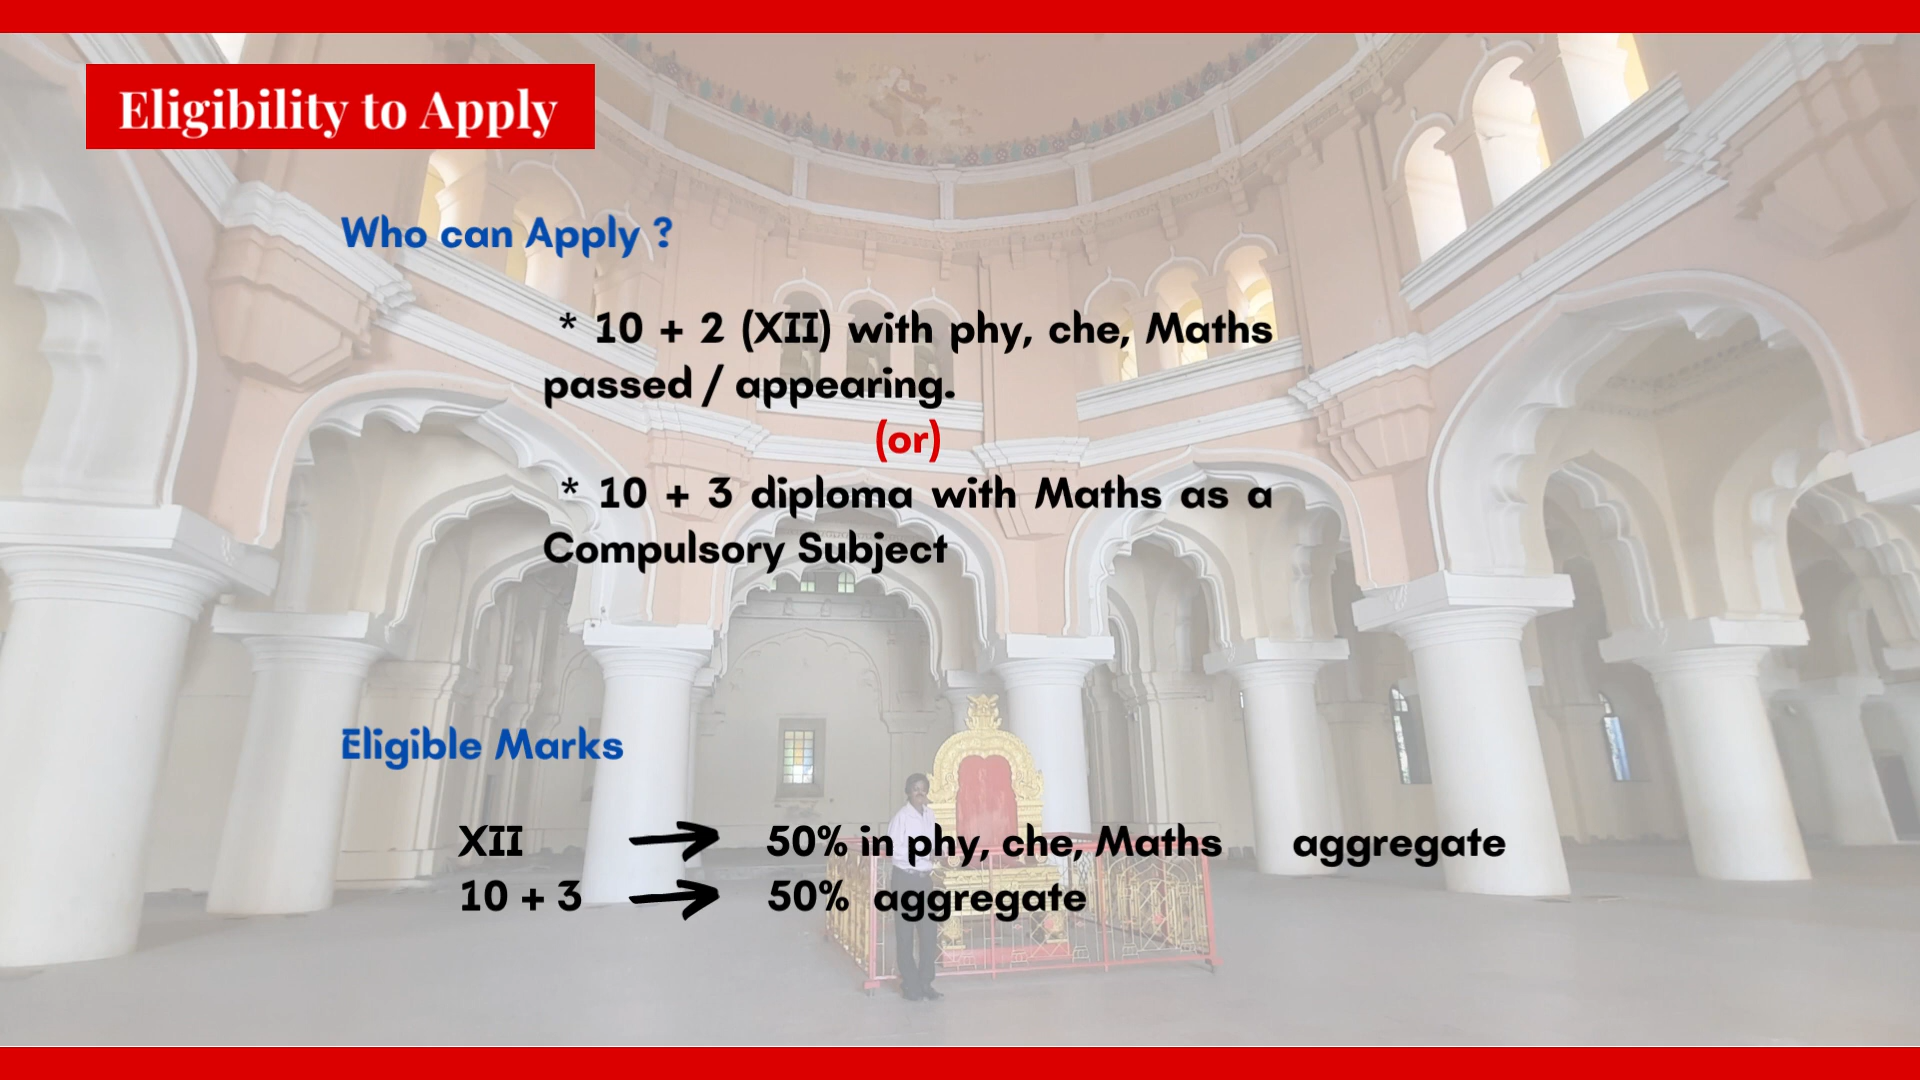 Eligibility to Apply
Who can Apply ?
* 10 + 2 (XII) with phy, che, Maths
passed / appearing.
(or)
* 10 + 3 diploma with Maths as a
Compulsory Subject
Eligible Marks
XII → 50% in phy, che, Maths aggregate
10 + 3 → 50% aggregate